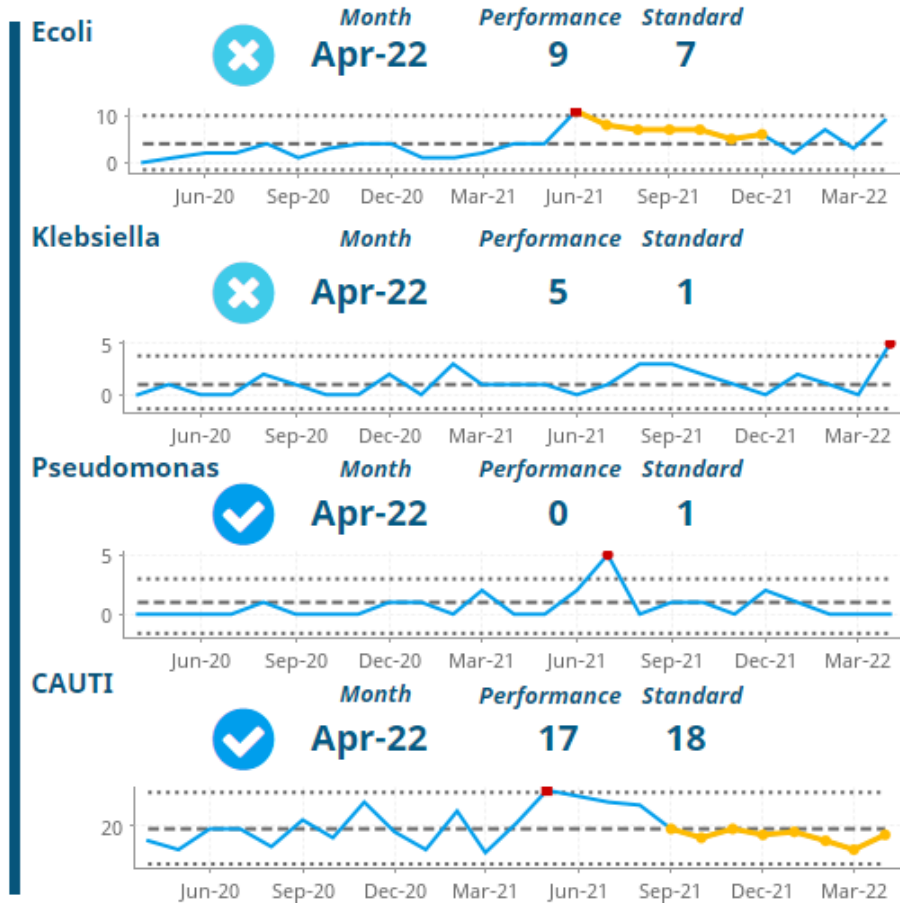 Ecoli
Month Performance Standard
Apr-22 9 7
10
0
Jun-20 Sep-20 Dec-20 Mar-21 Jun-21 Sep-21 Dec-21 Mar-22
Klebsiella
Month Performance Standard
Apr-22 5 1
5
0
Jun-20 Sep-20 Dec-20 Mar-21 Jun-21 Sep-21 Dec-21 Mar-22
Pseudomonas
Month Performance Standard
Apr-22 0 1
5
0
Jun-20 Sep-20 Dec-20 Mar-21 Jun-21 Sep-21 Dec-21 Mar-22
CAUTI
Month Performance Standard
Apr-22 17 18
20
Jun-20 Sep-20 Dec-20 Mar-21 Jun-21 Sep-21 Dec-21 Mar-22